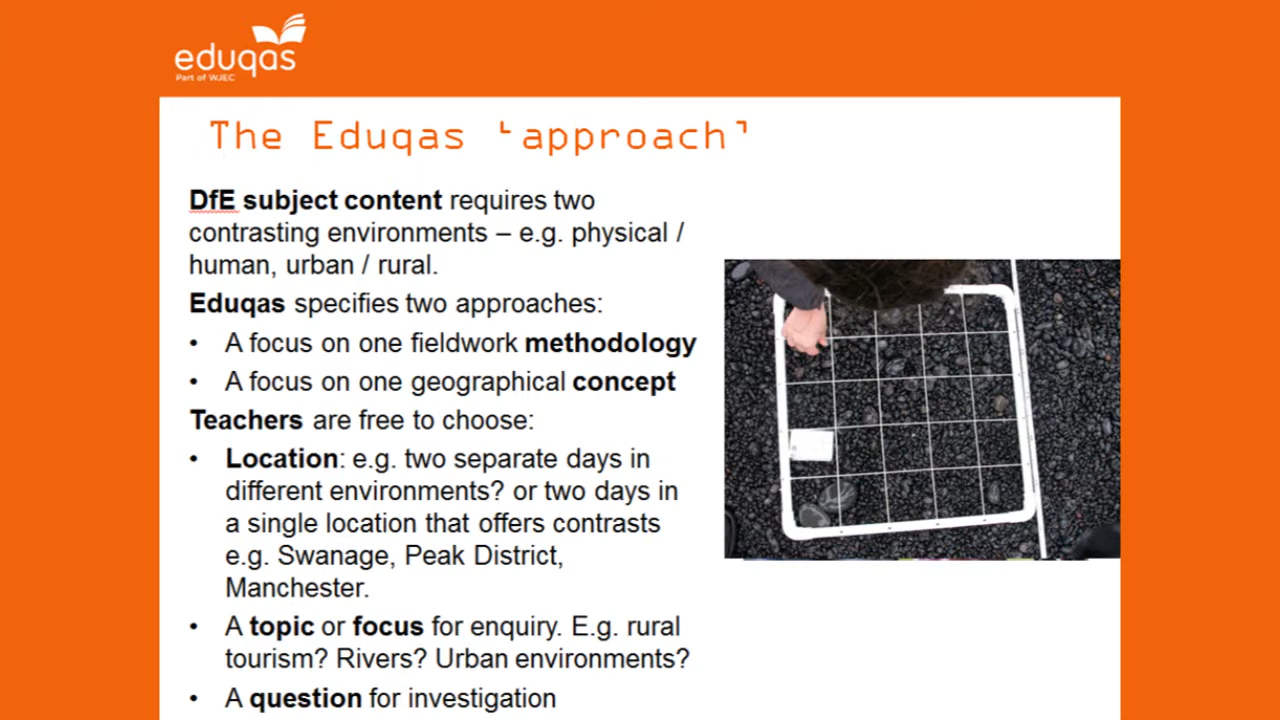 eduqas
Part of WJEC
The Eduqas ‘approach’
DfE subject content requires two
contrasting environments – e.g. physical /
human, urban / rural.
Eduqas specifies two approaches:
• A focus on one fieldwork methodology
• A focus on one geographical concept
Teachers are free to choose:
• Location: e.g. two separate days in
different environments? or two days in
a single location that offers contrasts
e.g. Swanage, Peak District,
Manchester.
• A topic or focus for enquiry. E.g. rural
tourism? Rivers? Urban environments?
• A question for investigation